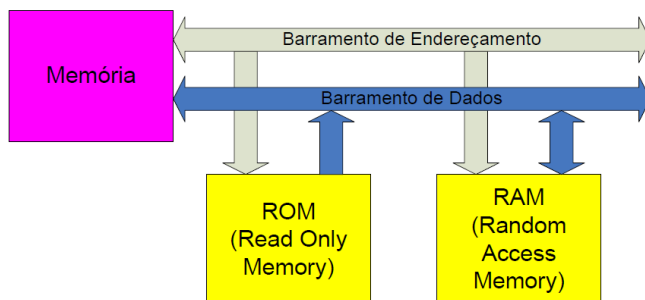 Barramento de Endereçamento
Memória
Barramento de Dados
ROM
(Read Only
Memory)
RAM
(Random
Access
Memory)